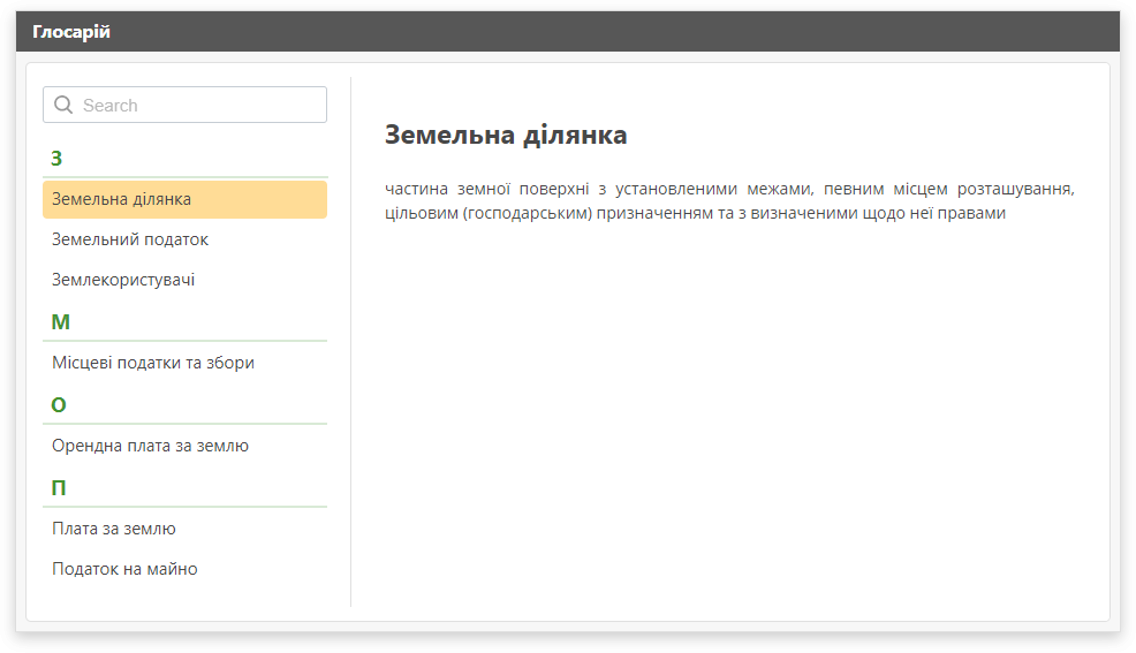 Глосарій
Search
З
Земельна ділянка
Земельний податок
Землекористувачі
М
Місцеві податки та збори
О
Орендна плата за землю
П
Плата за землю
Податок на майно
Земельна ділянка
частина земної поверхні з установленими межами, певним місцем розташування,
цільовим (господарським) призначенням та з визначеними щодо неї правами